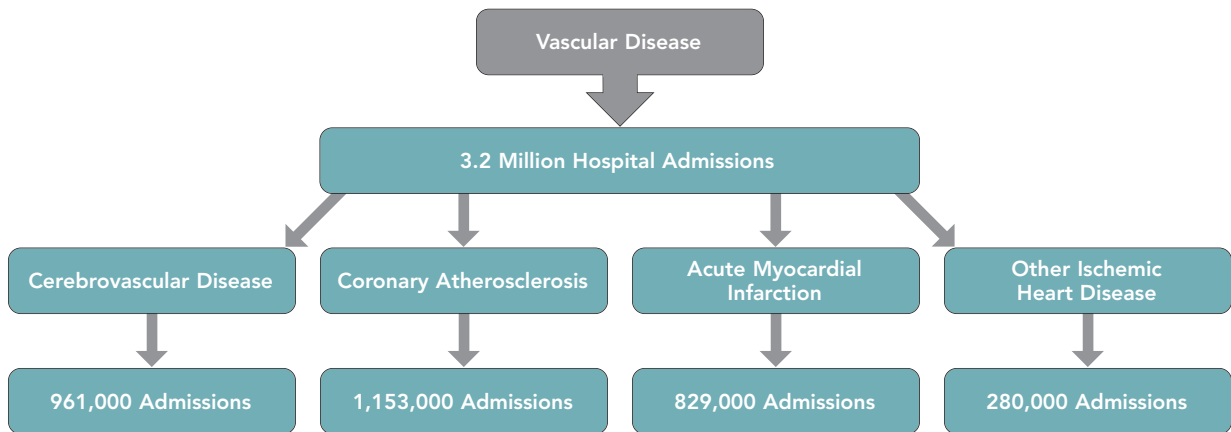 Vascular Disease
3.2 Million Hospital Admissions
Cerebrovascular Disease
Coronary Atherosclerosis
Acute Myocardial
Infarction
Other Ischemic
Heart Disease
961,000 Admissions
1,153,000 Admissions
829,000 Admissions
280,000 Admissions